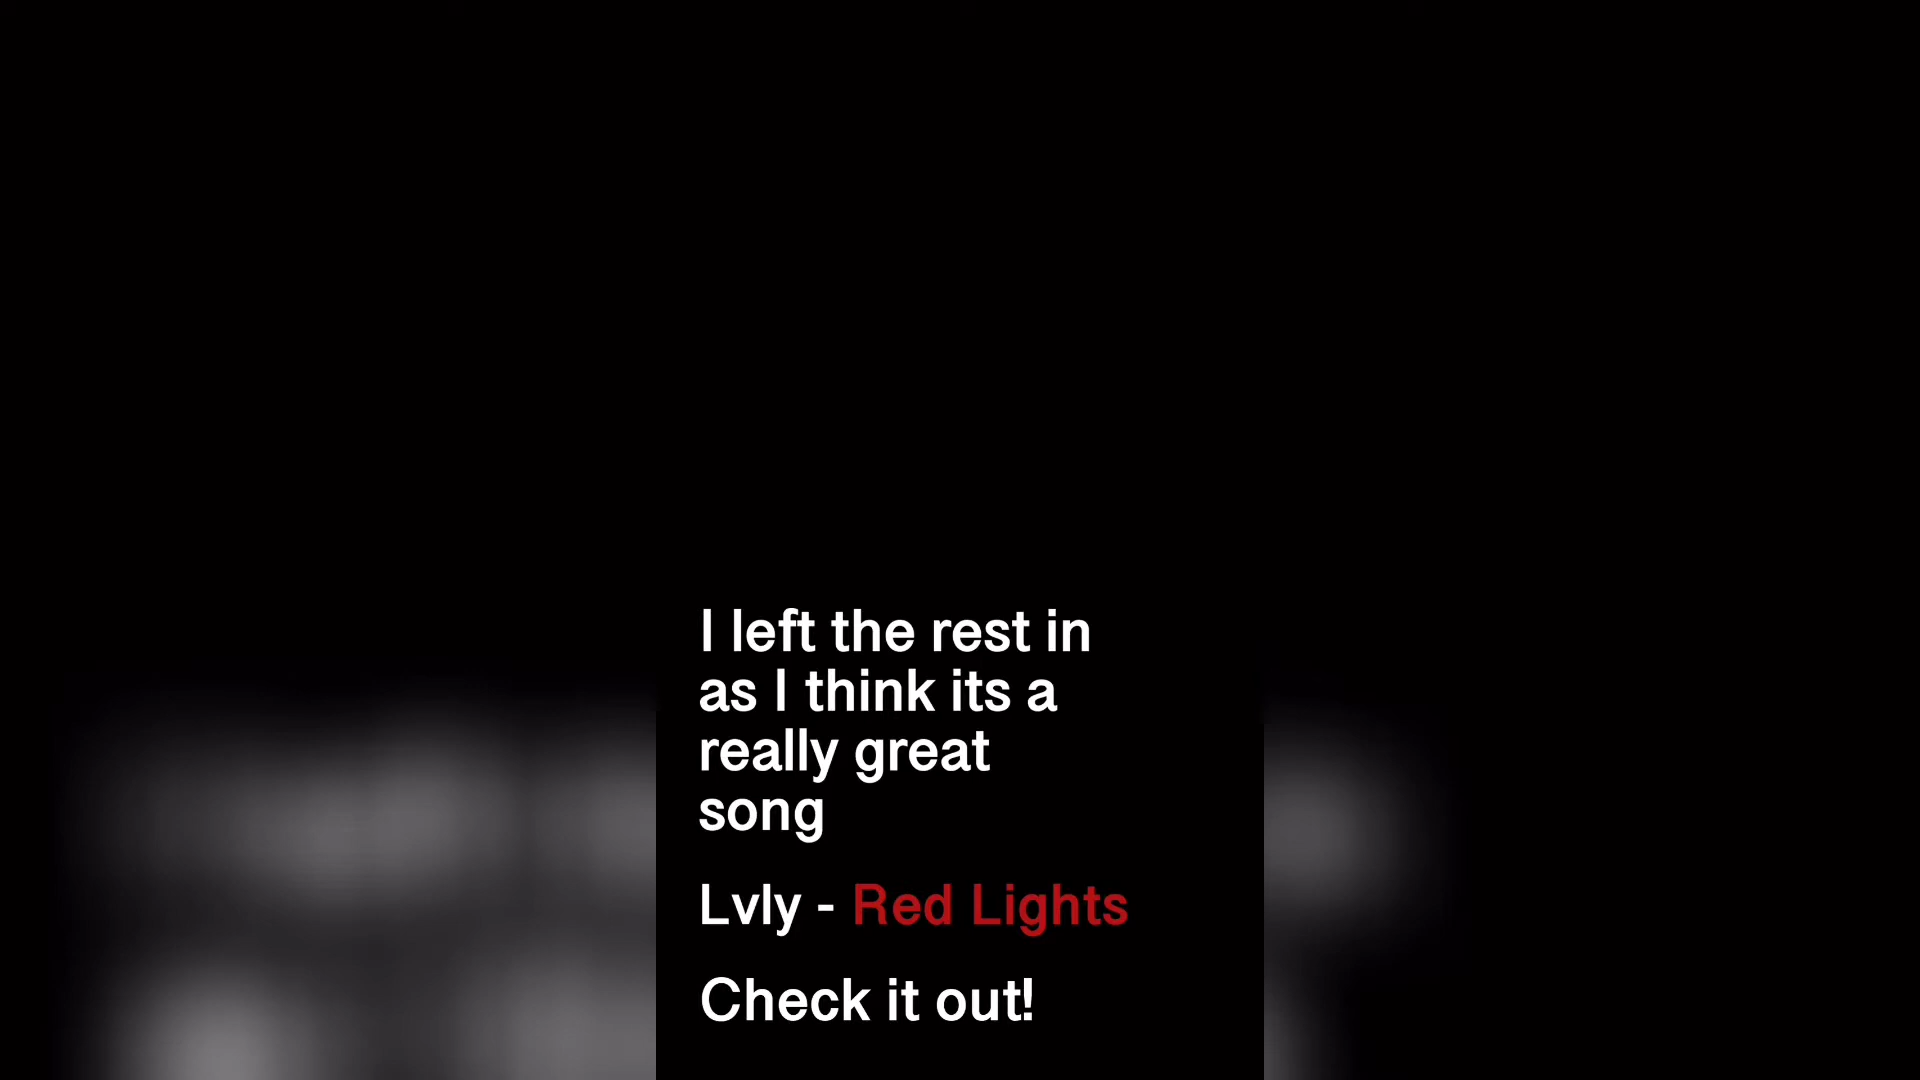 I left the rest in
as I think its a
really great
song
Lvly - Red Lights
Check it out!